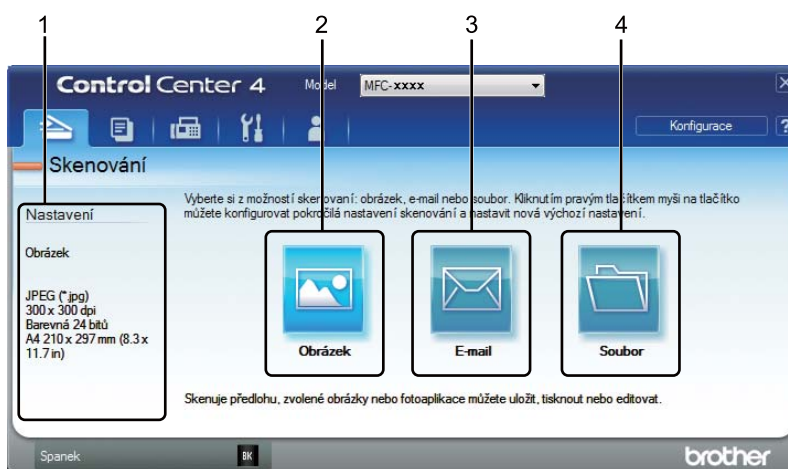 1 2 3 4
Control Center 4 Model MFC-xxxx
Konfigurace ?
Skenování
Vyberte si z možností skenovaní: obrázek, e-mail nebo soubor. Kliknutím pravým tlačítkem myši na tlačítko
můžete konfigurovat pokročilá nastavení skenování a nastavit nová výchozí nastavení.
Nastavení
Obrázek
JPEG (*.jpg)
300 x 300 dpi
Barevná 24 bitů
A4 210 x 297 mm (8.3 x
11.7 in)
Obrázek E-mail Soubor
Skenuje předlohu, zvolené obrázky nebo fotoaplikace můžete uložit, tisknout nebo editovat.
Spanek BK brother